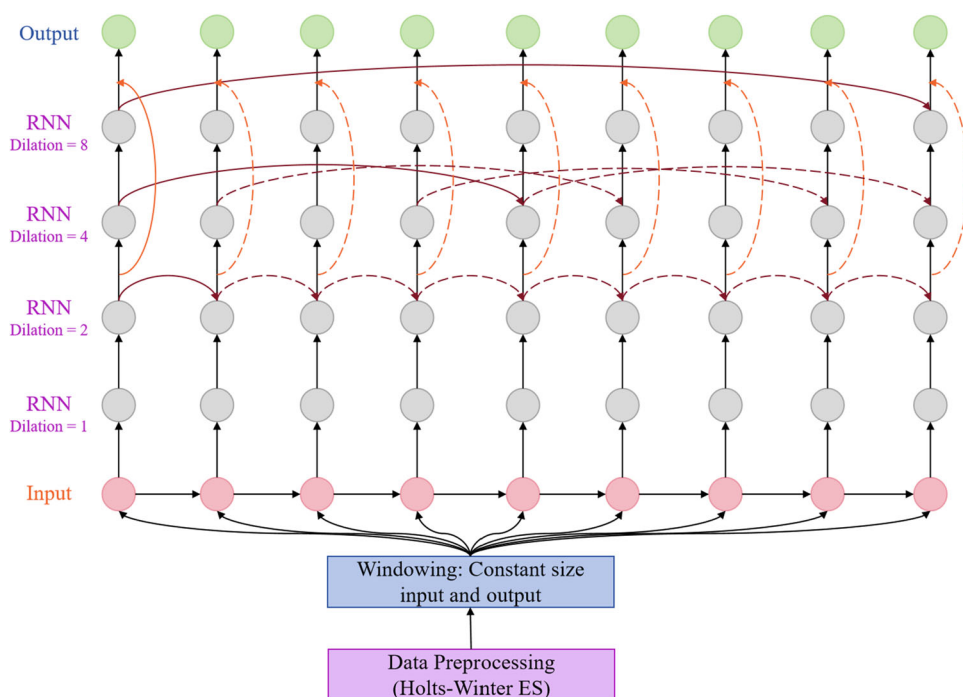 Output
RNN
Dilation = 8
RNN
Dilation = 4
RNN
Dilation = 2
RNN
Dilation = 1
Input
Windowing: Constant size
input and output
Data Preprocessing
(Holts-Winter ES)